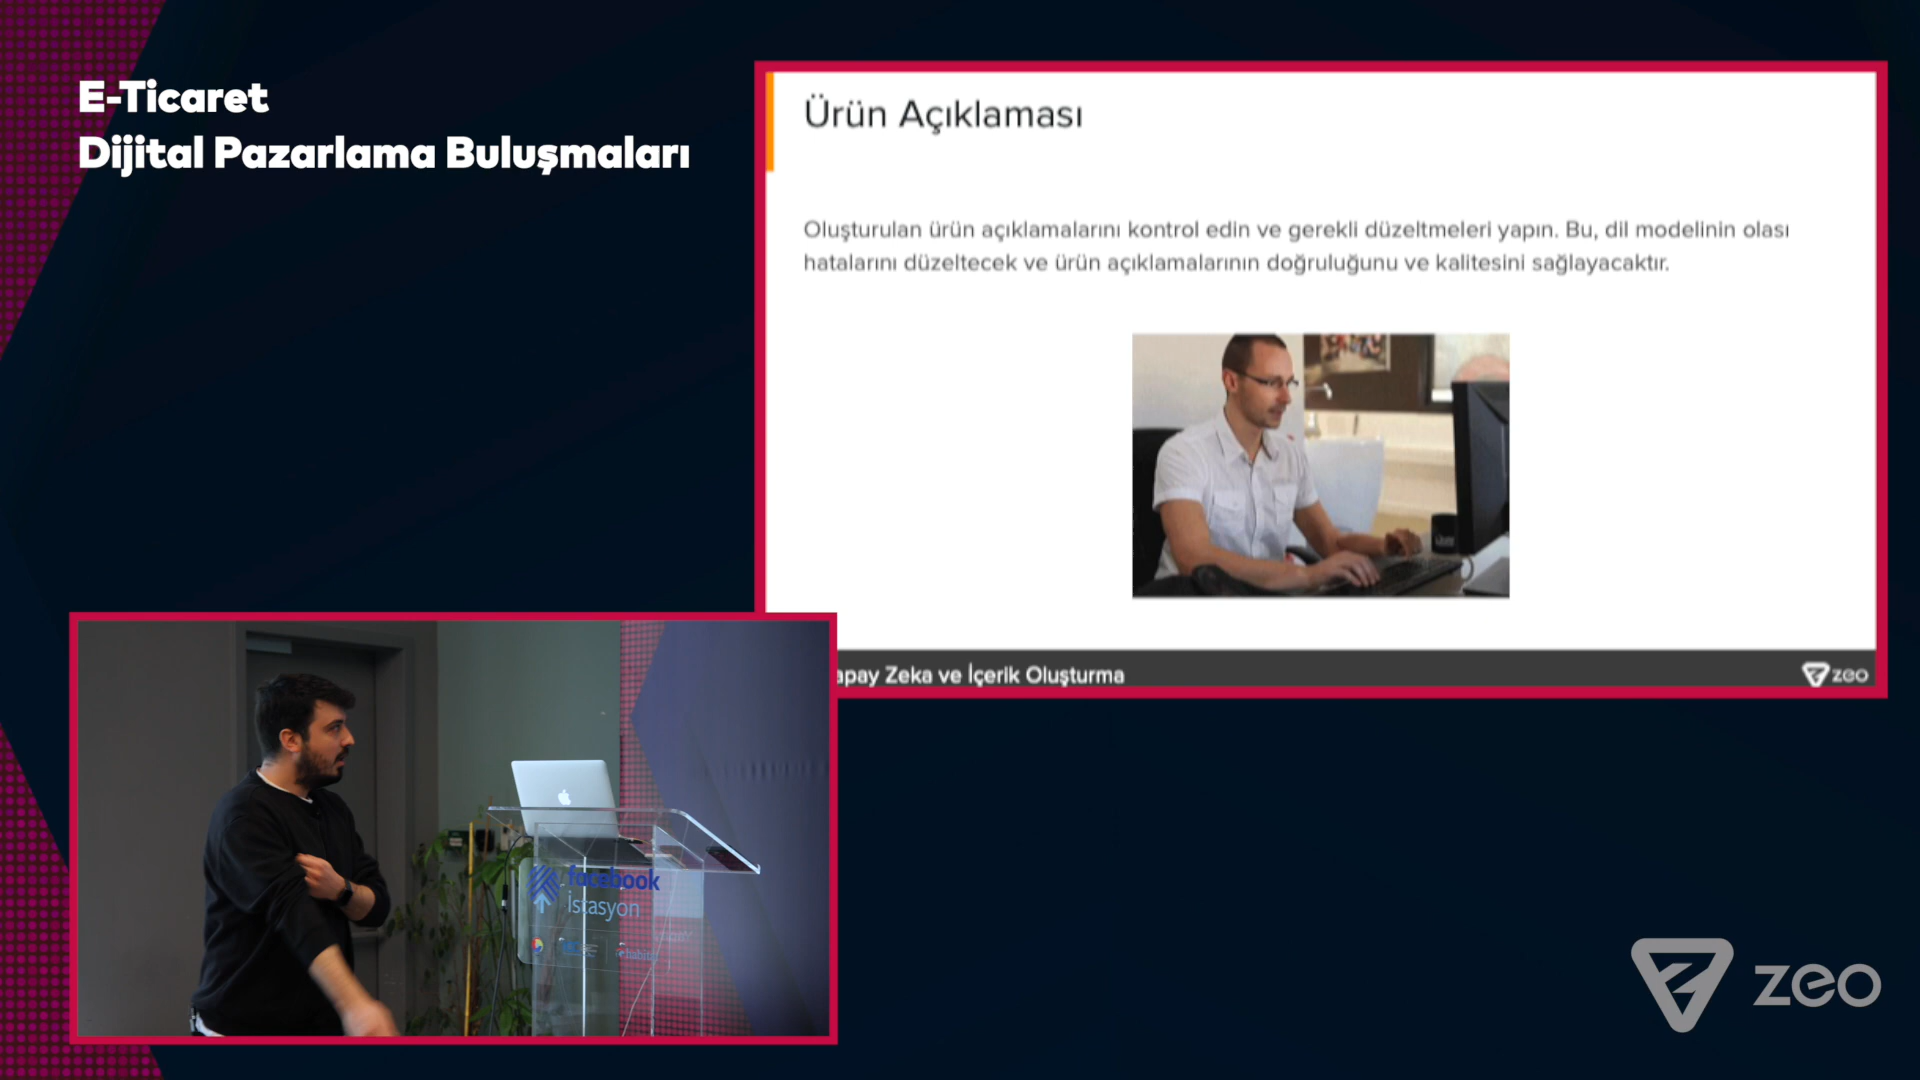 E-Ticaret
Dijital Pazarlama Buluşmaları
Ürün Açıklaması
Oluşturulan ürün açıklamalarını kontrol edin ve gerekli düzeltmeleri yapın. Bu, dil modelinin olası
hatalarını düzeltecek ve ürün açıklamalarının doğruluğunu ve kalitesini sağlayacaktır.
apay Zeka ve İçerik Oluşturma
zeo
facebook
İstasyon
zeo